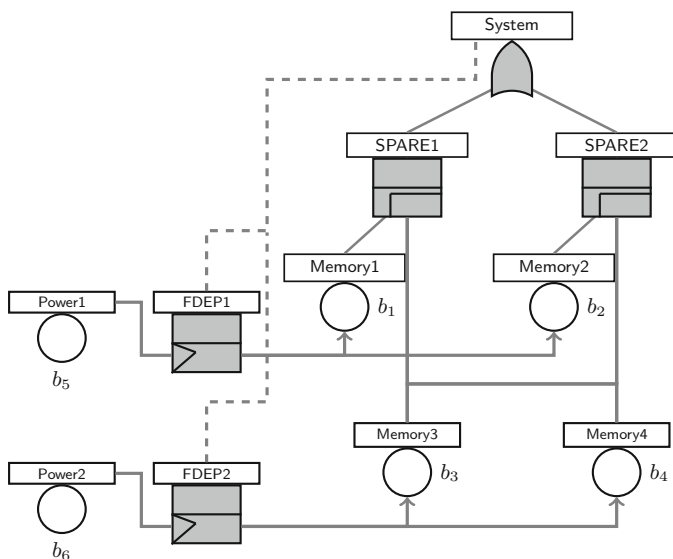 System
SPARE1
SPARE2
Memory1
Memory2
b1
b2
Power1
FDEP1
b5
Memory3
Memory4
b3
b4
Power2
FDEP2
b6